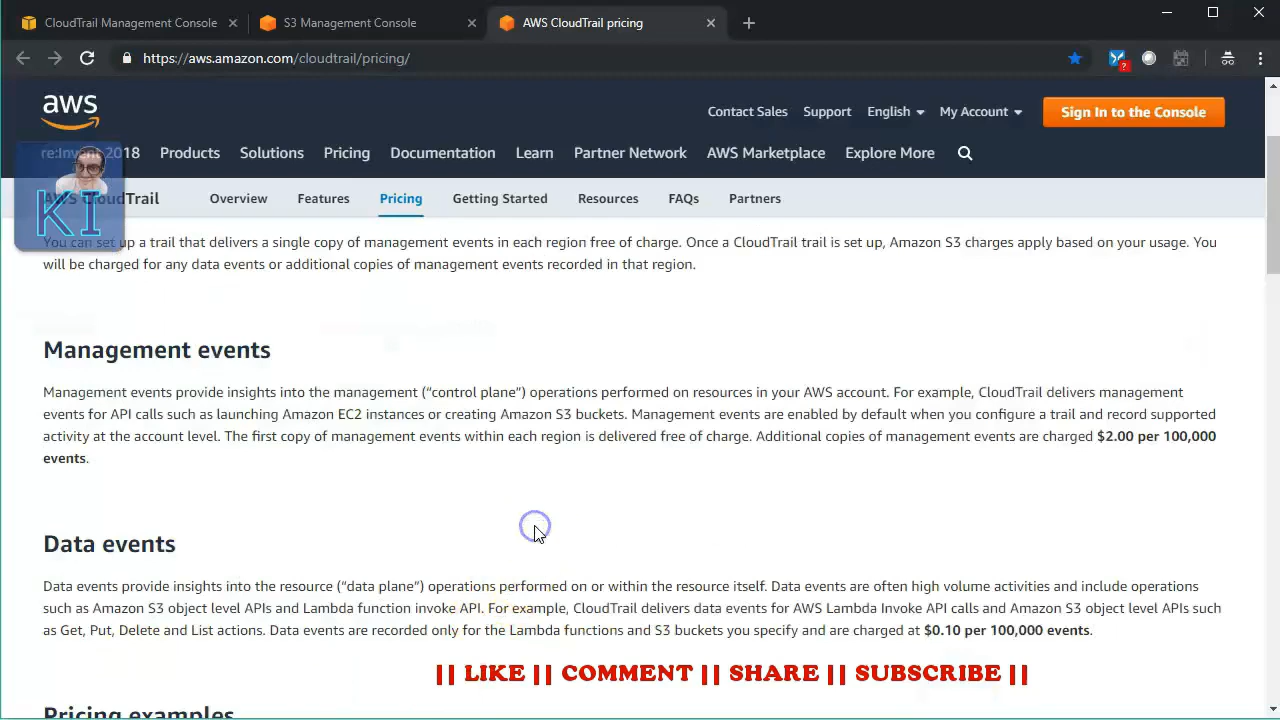 CloudTrail Management Console
S3 Management Console
AWS CloudTrail pricing
https://aws.amazon.com/cloudtrail/pricing/
?
aws
Contact Sales Support English My Account Sign In to the Console
re:Invent 2018 Products Solutions Pricing Documentation Learn Partner Network AWS Marketplace Explore More
KI
AWS CloudTrail Overview Features Pricing Getting Started Resources FAQs Partners
You can set up a trail that delivers a single copy of management events in each region free of charge. Once a CloudTrail trail is set up, Amazon S3 charges apply based on your usage. You
will be charged for any data events or additional copies of management events recorded in that region.
Management events
Management events provide insights into the management (“control plane”) operations performed on resources in your AWS account. For example, CloudTrail delivers management
events for API calls such as launching Amazon EC2 instances or creating Amazon S3 buckets. Management events are enabled by default when you configure a trail and record supported
activity at the account level. The first copy of management events within each region is delivered free of charge. Additional copies of management events are charged $2.00 per 100,000
events.
Data events
Data events provide insights into the resource (“data plane”) operations performed on or within the resource itself. Data events are often high volume activities and include operations
such as Amazon S3 object level APIs and Lambda function invoke API. For example, CloudTrail delivers data events for AWS Lambda Invoke API calls and Amazon S3 object level APIs such
as Get, Put, Delete and List actions. Data events are recorded only for the Lambda functions and S3 buckets you specify and are charged at $0.10 per 100,000 events.
|| LIKE || COMMENT || SHARE || SUBSCRIBE ||
Pricing examples